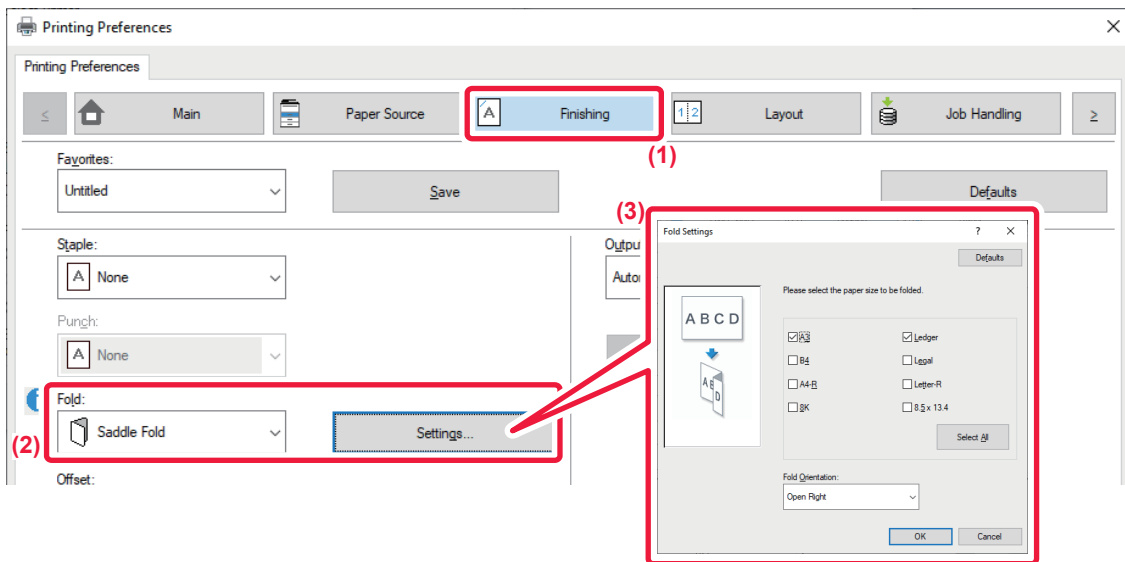 Printing Preferences
Printing Preferences
<
Main
Paper Source
A
Finishing
1 2
Layout
Job Handling
>
(1)
Favorites:
Untitled
Save
Defaults
Staple:
A None
Punch:
A None
Fold:
Saddle Fold
Settings...
(2)
Offset:
(3)
Fold Settings
?
Defaults
Please select the paper size to be folded.
A B C D
A3
Ledger
B4
Legal
A4-R
Letter-R
8K
8.5 x 13.4
Select All
Fold Orientation:
Open Right
OK
Cancel